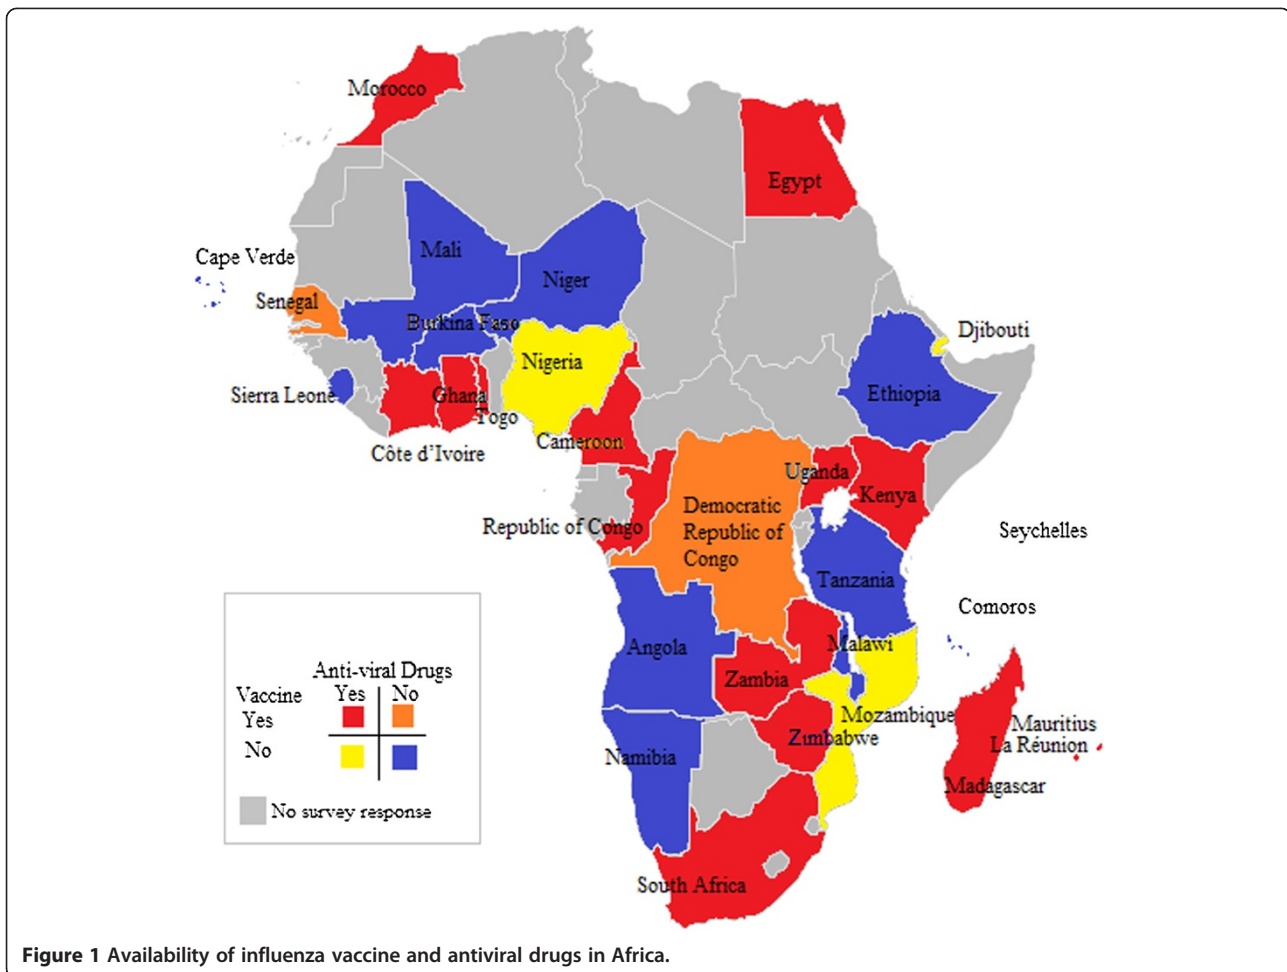 Morocco
Egypt
Mali
Cape Verde
Niger
Senegal
Burkina Faso
Djibouti
Nigeria
Ethiopia
Sierra Leone
Ghana
Togo
Cameroon
Côte d'Ivoire
Uganda
Kenya
Democratic
Republic of
Congo
Republic of Congo
Seychelles
Tanzania
Comoros
Angola
Malawi
Zambia
Mozambique
Mauritius
Zimbabwe
La Réunion
Namibia
Madagascar
South Africa
Anti-viral Drugs
Vaccine Yes No
Yes
No
No survey response
Figure 1 Availability of influenza vaccine and antiviral drugs in Africa.